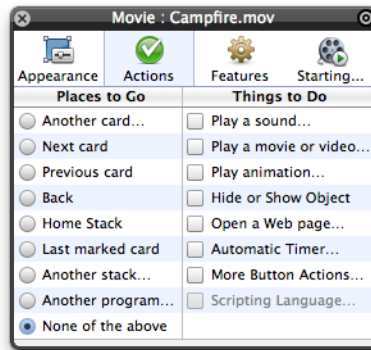 Movie : Campfire.mov
Appearance Actions Features Starting...
Places to Go Things to Do
Another card... Play a sound...
Next card Play a movie or video...
Previous card Play animation...
Back Hide or Show Object
Home Stack Open a Web page...
Last marked card Automatic Timer...
Another stack... More Button Actions...
Another program... Scripting Language...
None of the above